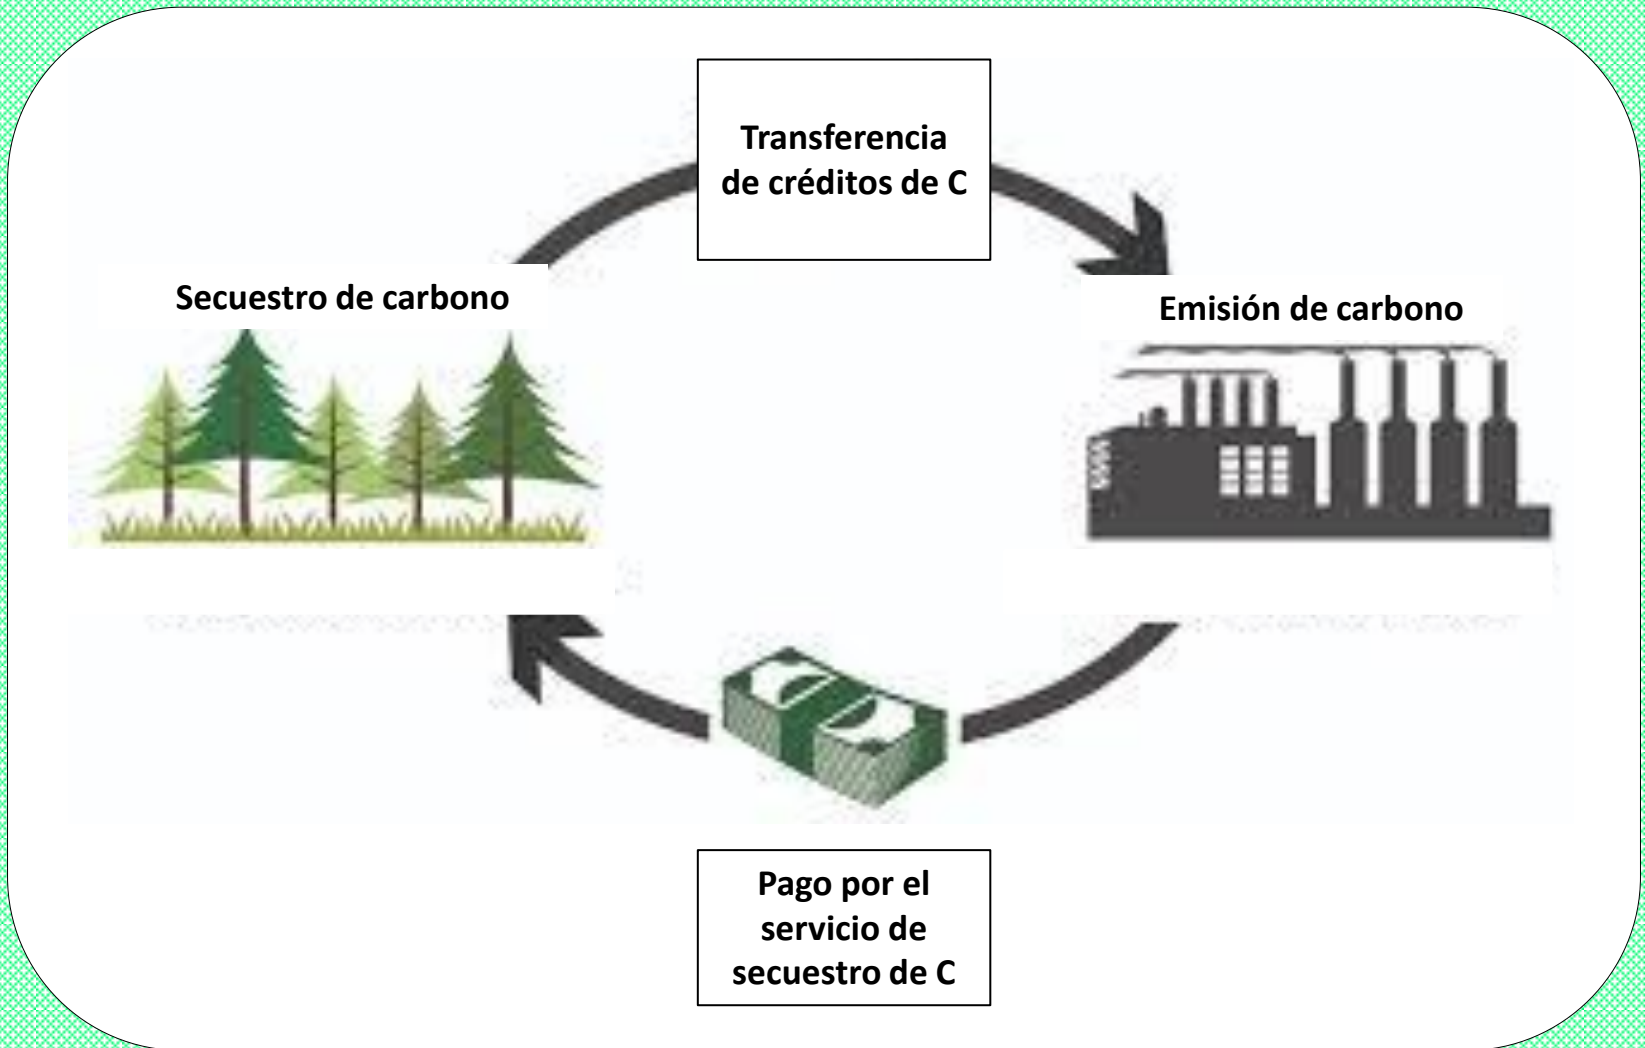 Transferencia
de créditos de C
Secuestro de carbono
Emisión de carbono
Pago por el
servicio de
secuestro de C